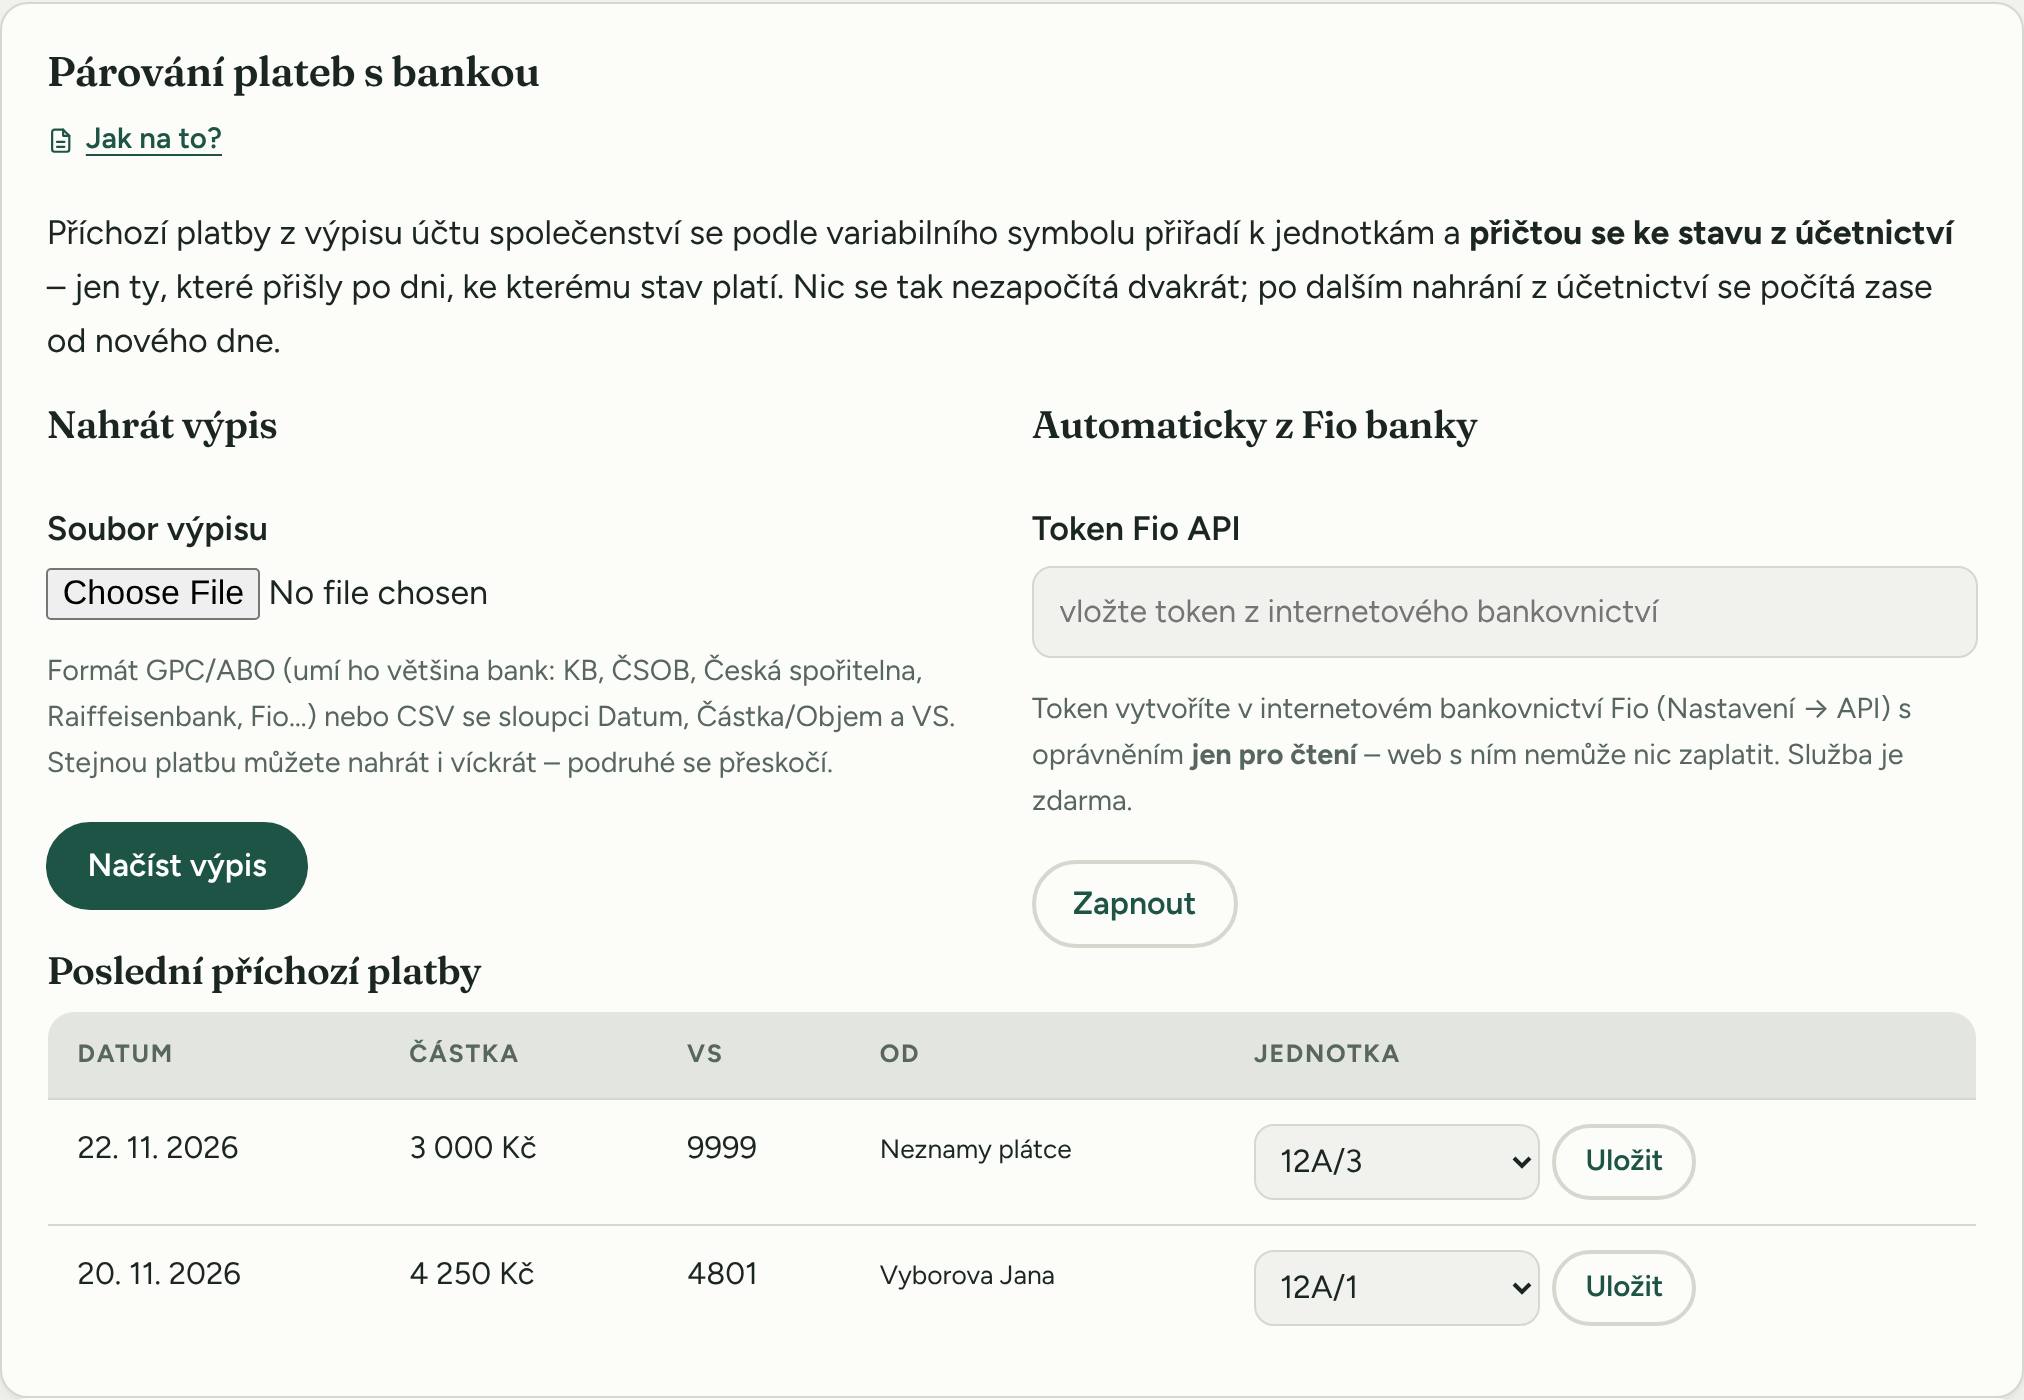 Párování plateb s bankou
Jak na to?
Příchozí platby z výpisu účtu společenství se podle variabilního symbolu přiřadí k jednotkám a přičtou se ke stavu z účetnictví
– jen ty, které přišly po dni, ke kterému stav platí. Nic se tak nezapočítá dvakrát; po dalším nahrání z účetnictví se počítá zase
od nového dne.
Nahrát výpis
Soubor výpisu
Choose File No file chosen
Formát GPC/ABO (umí ho většina bank: KB, ČSOB, Česká spořitelna,
Raiffeisenbank, Fio…) nebo CSV se sloupci Datum, Částka/Objem a VS.
Stejnou platbu můžete nahrát i víckrát – podruhé se přeskočí.
Načíst výpis
Automaticky z Fio banky
Token Fio API
vložte token z internetového bankovnictví
Token vytvoříte v internetovém bankovnictví Fio (Nastavení → API) s
oprávněním jen pro čtení – web s ním nemůže nic zaplatit. Služba je
zdarma.
Zapnout
Poslední příchozí platby
DATUM ČÁSTKA VS OD JEDNOTKA
22. 11. 2026 3 000 Kč 9999 Neznamy plátce 12A/3 Uložit
20. 11. 2026 4 250 Kč 4801 Vyborova Jana 12A/1 Uložit